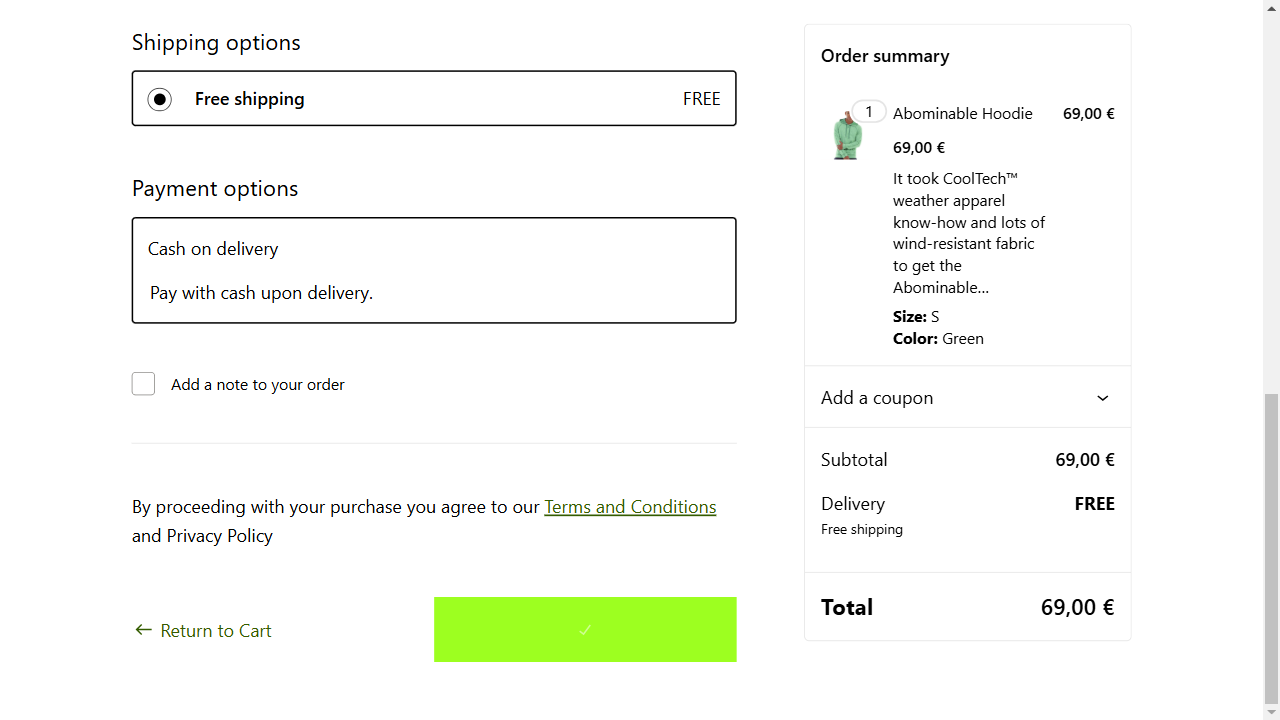 Shipping options
Free shipping FREE
Payment options
Cash on delivery
Pay with cash upon delivery.
Add a note to your order
By proceeding with your purchase you agree to our Terms and Conditions
and Privacy Policy
Return to Cart
Order summary
1 Abominable Hoodie 69,00 €
69,00 €
It took CoolTech™
weather apparel
know-how and lots of
wind-resistant fabric
to get the
Abominable...
Size: S
Color: Green
Add a coupon
Subtotal 69,00 €
Delivery FREE
Free shipping
Total 69,00 €